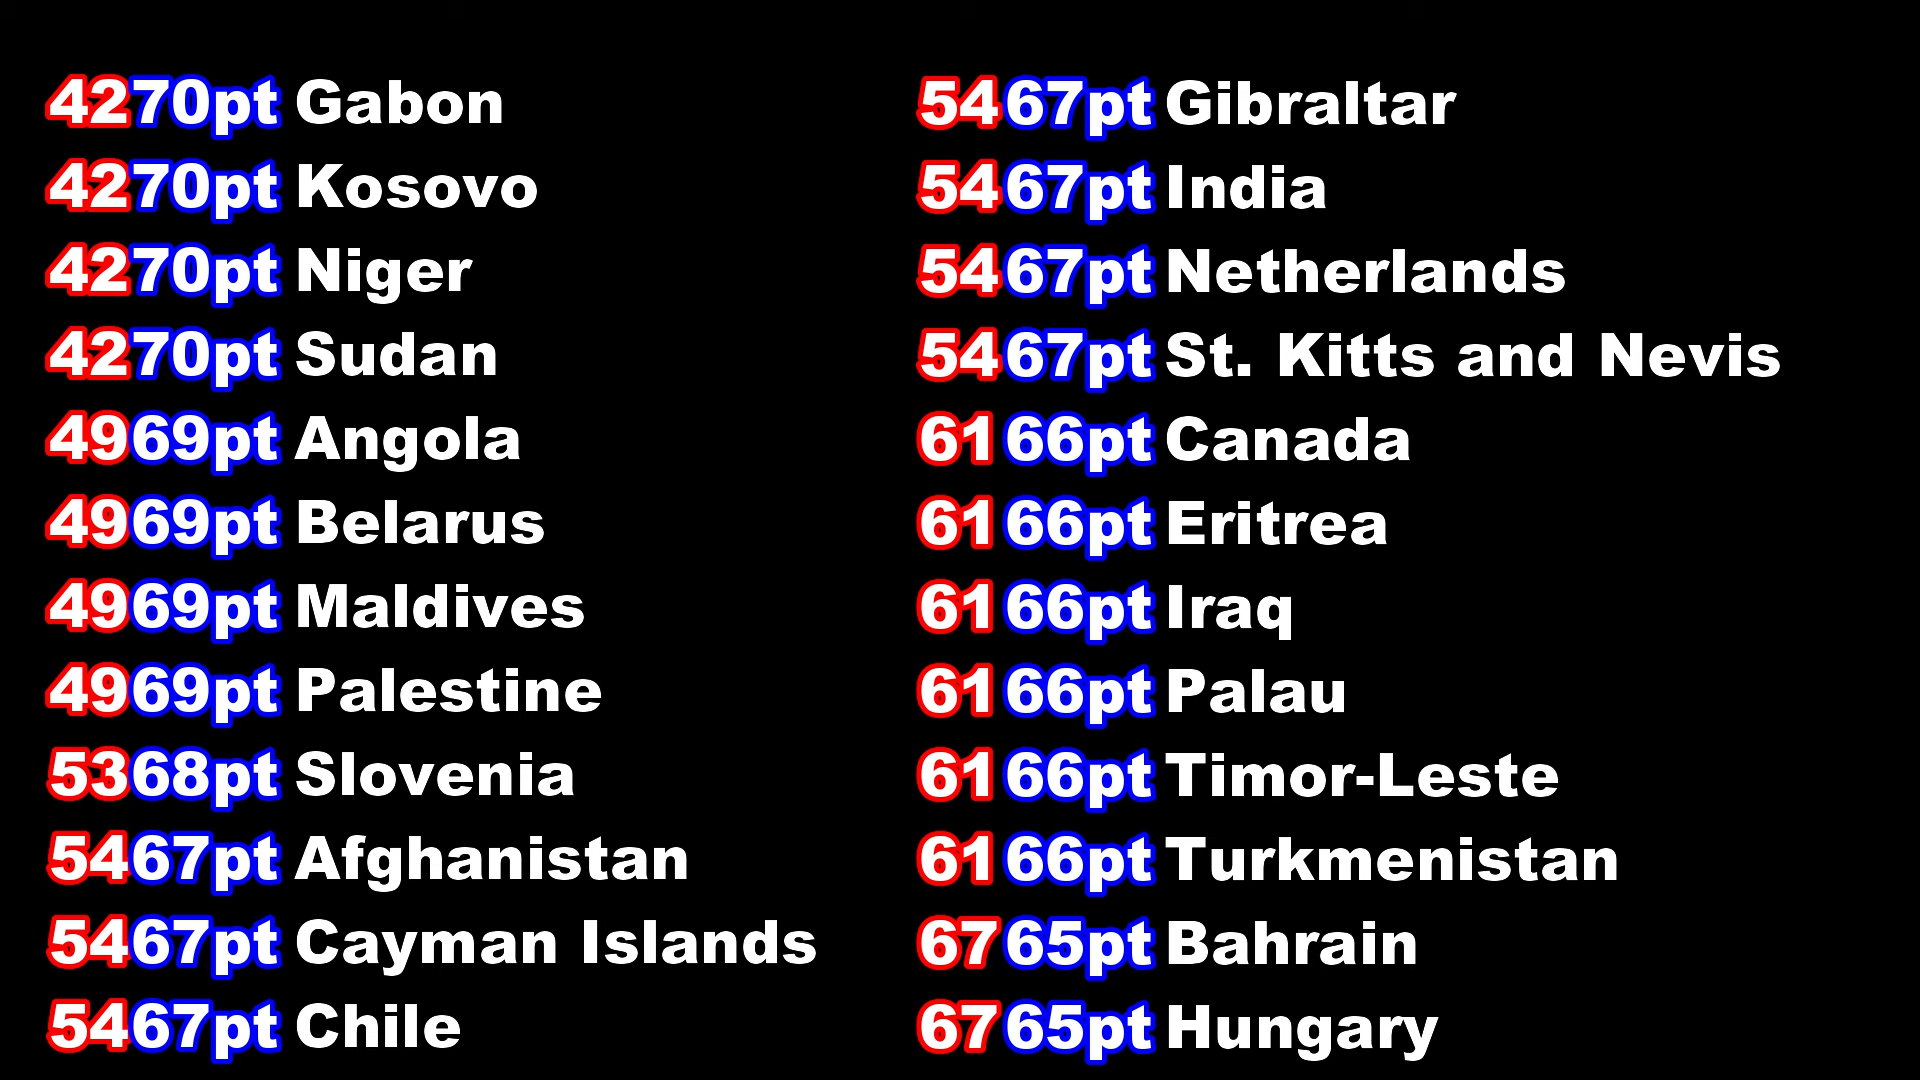 4270pt Gabon
4270pt Kosovo
4270pt Niger
4270pt Sudan
4969pt Angola
4969pt Belarus
4969pt Maldives
4969pt Palestine
5368pt Slovenia
5467pt Afghanistan
5467pt Cayman Islands
5467pt Chile
5467pt Gibraltar
5467pt India
5467pt Netherlands
5467pt St. Kitts and Nevis
6166pt Canada
6166pt Eritrea
6166pt Iraq
6166pt Palau
6166pt Timor-Leste
6166pt Turkmenistan
6765pt Bahrain
6765pt Hungary